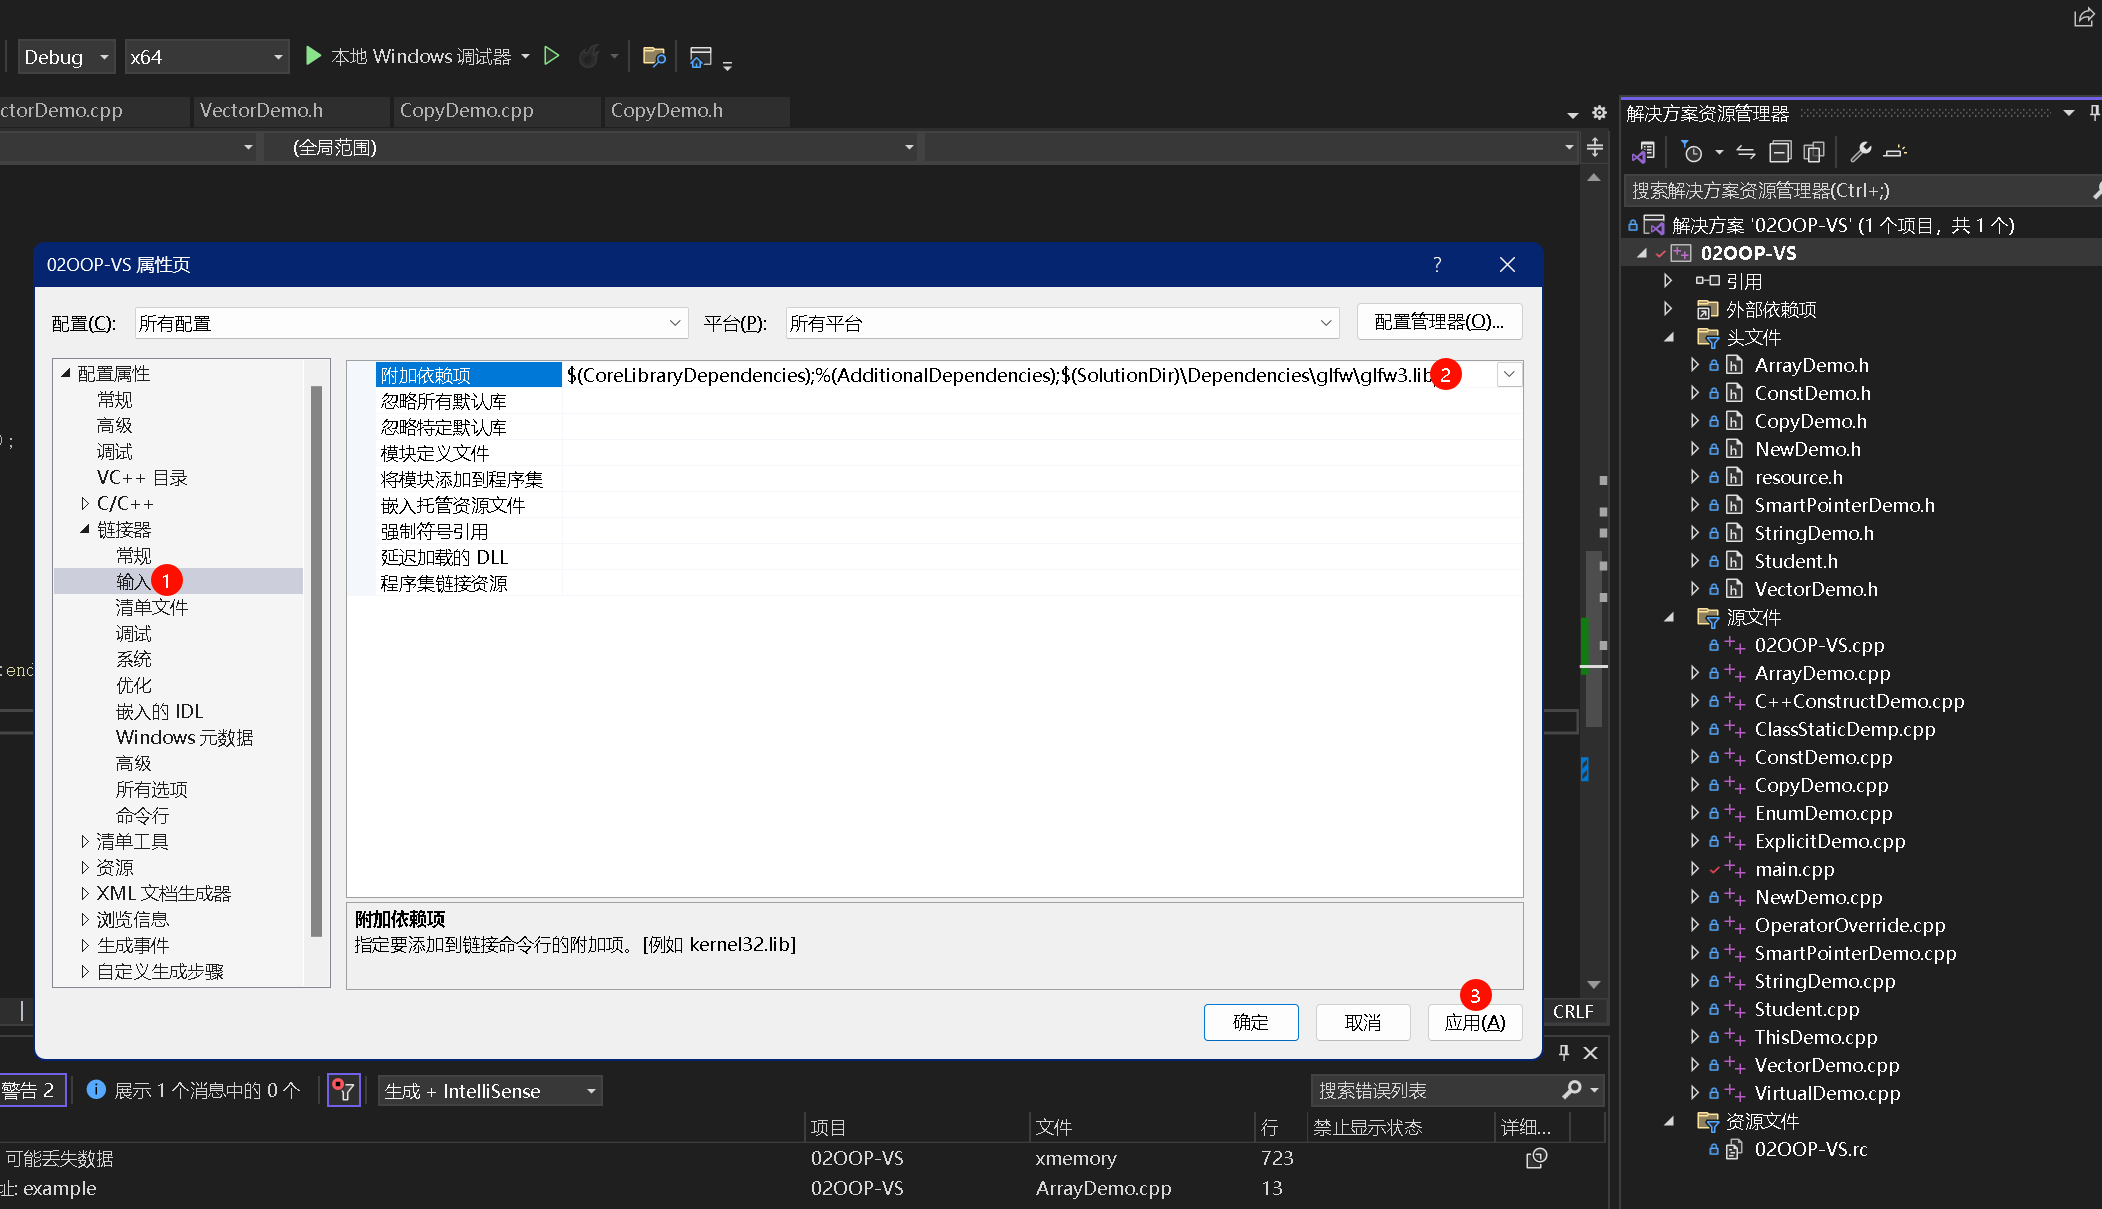 Debug
x64
本地 Windows 调试器
ctorDemo.cpp
VectorDemo.h
CopyDemo.cpp
CopyDemo.h
(全局范围)
);
:end
02OOP-VS 属性页
?
配置(C):
所有配置
平台(P):
所有平台
配置管理器(O)...
配置属性
常规
高级
调试
VC++ 目录
C/C++
链接器
常规
输入
1
清单文件
调试
系统
优化
嵌入的 IDL
Windows 元数据
高级
所有选项
命令行
清单工具
资源
XML 文档生成器
浏览信息
生成事件
自定义生成步骤
附加依赖项
$(CoreLibraryDependencies);%(AdditionalDependencies);$(SolutionDir)\Dependencies\glfw\glfw3.lib;
2
忽略所有默认库
忽略特定默认库
模块定义文件
将模块添加到程序集
嵌入托管资源文件
强制符号引用
延迟加载的 DLL
程序集链接资源
附加依赖项
指定要添加到链接命令行的附加项。[例如 kernel32.lib]
3
确定
取消
应用(A)
CRLF
警告 2
展示 1 个消息中的 0 个
生成 + IntelliSense
搜索错误列表
项目
文件
行
禁止显示状态
详细...
可能丢失数据
02OOP-VS
xmemory
723
址: example
02OOP-VS
ArrayDemo.cpp
13
解决方案资源管理器
搜索解决方案资源管理器(Ctrl+;)
解决方案 '02OOP-VS' (1 个项目，共 1 个)
02OOP-VS
引用
外部依赖项
头文件
ArrayDemo.h
ConstDemo.h
CopyDemo.h
NewDemo.h
resource.h
SmartPointerDemo.h
StringDemo.h
Student.h
VectorDemo.h
源文件
02OOP-VS.cpp
ArrayDemo.cpp
C++ConstructDemo.cpp
ClassStaticDemp.cpp
ConstDemo.cpp
CopyDemo.cpp
EnumDemo.cpp
ExplicitDemo.cpp
main.cpp
NewDemo.cpp
OperatorOverride.cpp
SmartPointerDemo.cpp
StringDemo.cpp
Student.cpp
ThisDemo.cpp
VectorDemo.cpp
VirtualDemo.cpp
资源文件
02OOP-VS.rc